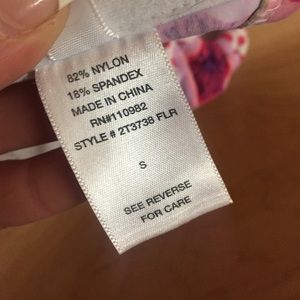 82% NYLON
18% SPANDEX
MADE IN CHINA
RN#110982
STYLE # 2T3738 FLR
S
SEE REVERSE
FOR CARE